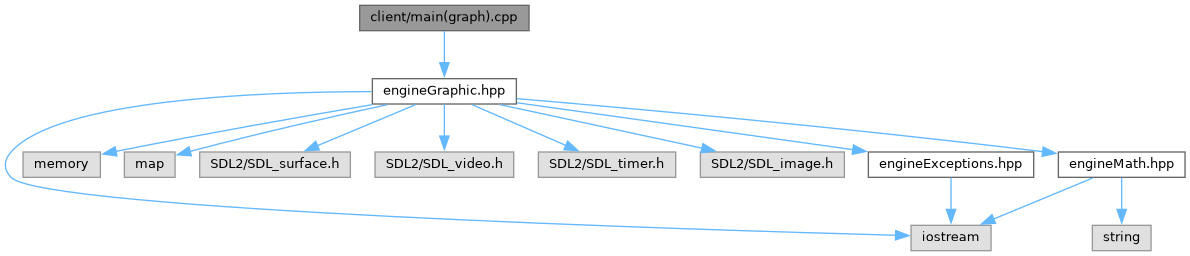 client/main(graph).cpp
engineGraphic.hpp
memory
map
SDL2/SDL_surface.h
SDL2/SDL_video.h
SDL2/SDL_timer.h
SDL2/SDL_image.h
engineExceptions.hpp
engineMath.hpp
iostream
string